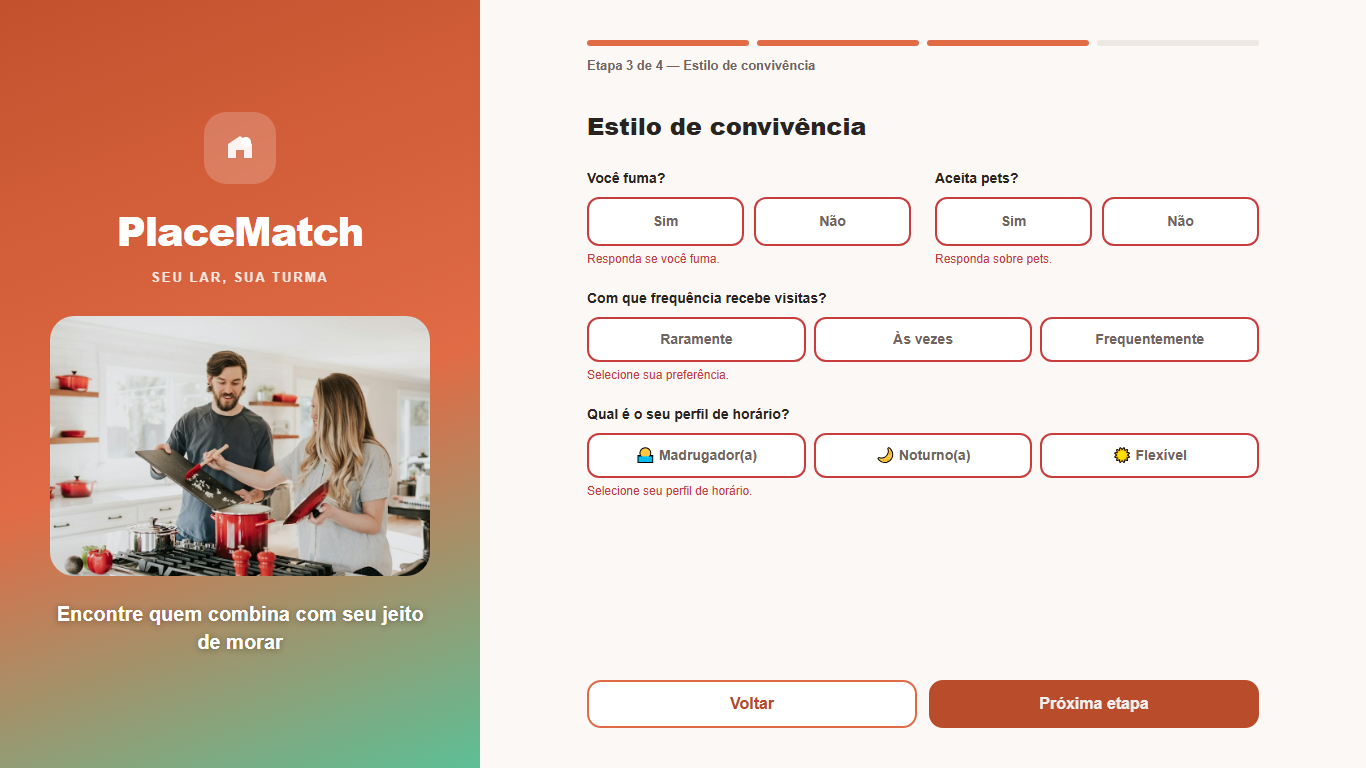 PlaceMatch
SEU LAR, SUA TURMA
Encontre quem combina com seu jeito
de morar
Etapa 3 de 4 — Estilo de convivência
Estilo de convivência
Você fuma?
Sim
Não
Responda se você fuma.
Aceita pets?
Sim
Não
Responda sobre pets.
Com que frequência recebe visitas?
Raramente
Às vezes
Frequentemente
Selecione sua preferência.
Qual é o seu perfil de horário?
Madrugador(a)
Noturno(a)
Flexível
Selecione seu perfil de horário.
Voltar
Próxima etapa